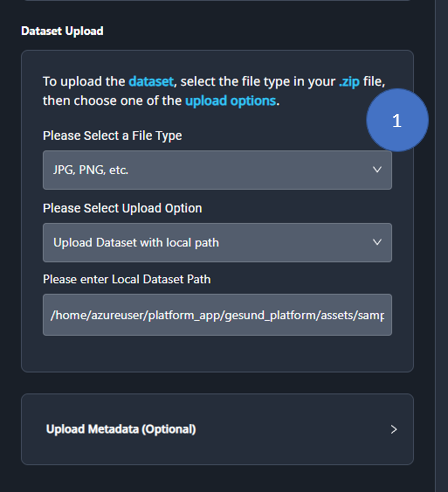 Dataset Upload
To upload the dataset, select the file type in your .zip file,
then choose one of the upload options.
1
Please Select a File Type
JPG, PNG, etc.
Please Select Upload Option
Upload Dataset with local path
Please enter Local Dataset Path
/home/azureuser/platform_app/gesund_platform/assets/samp
Upload Metadata (Optional)